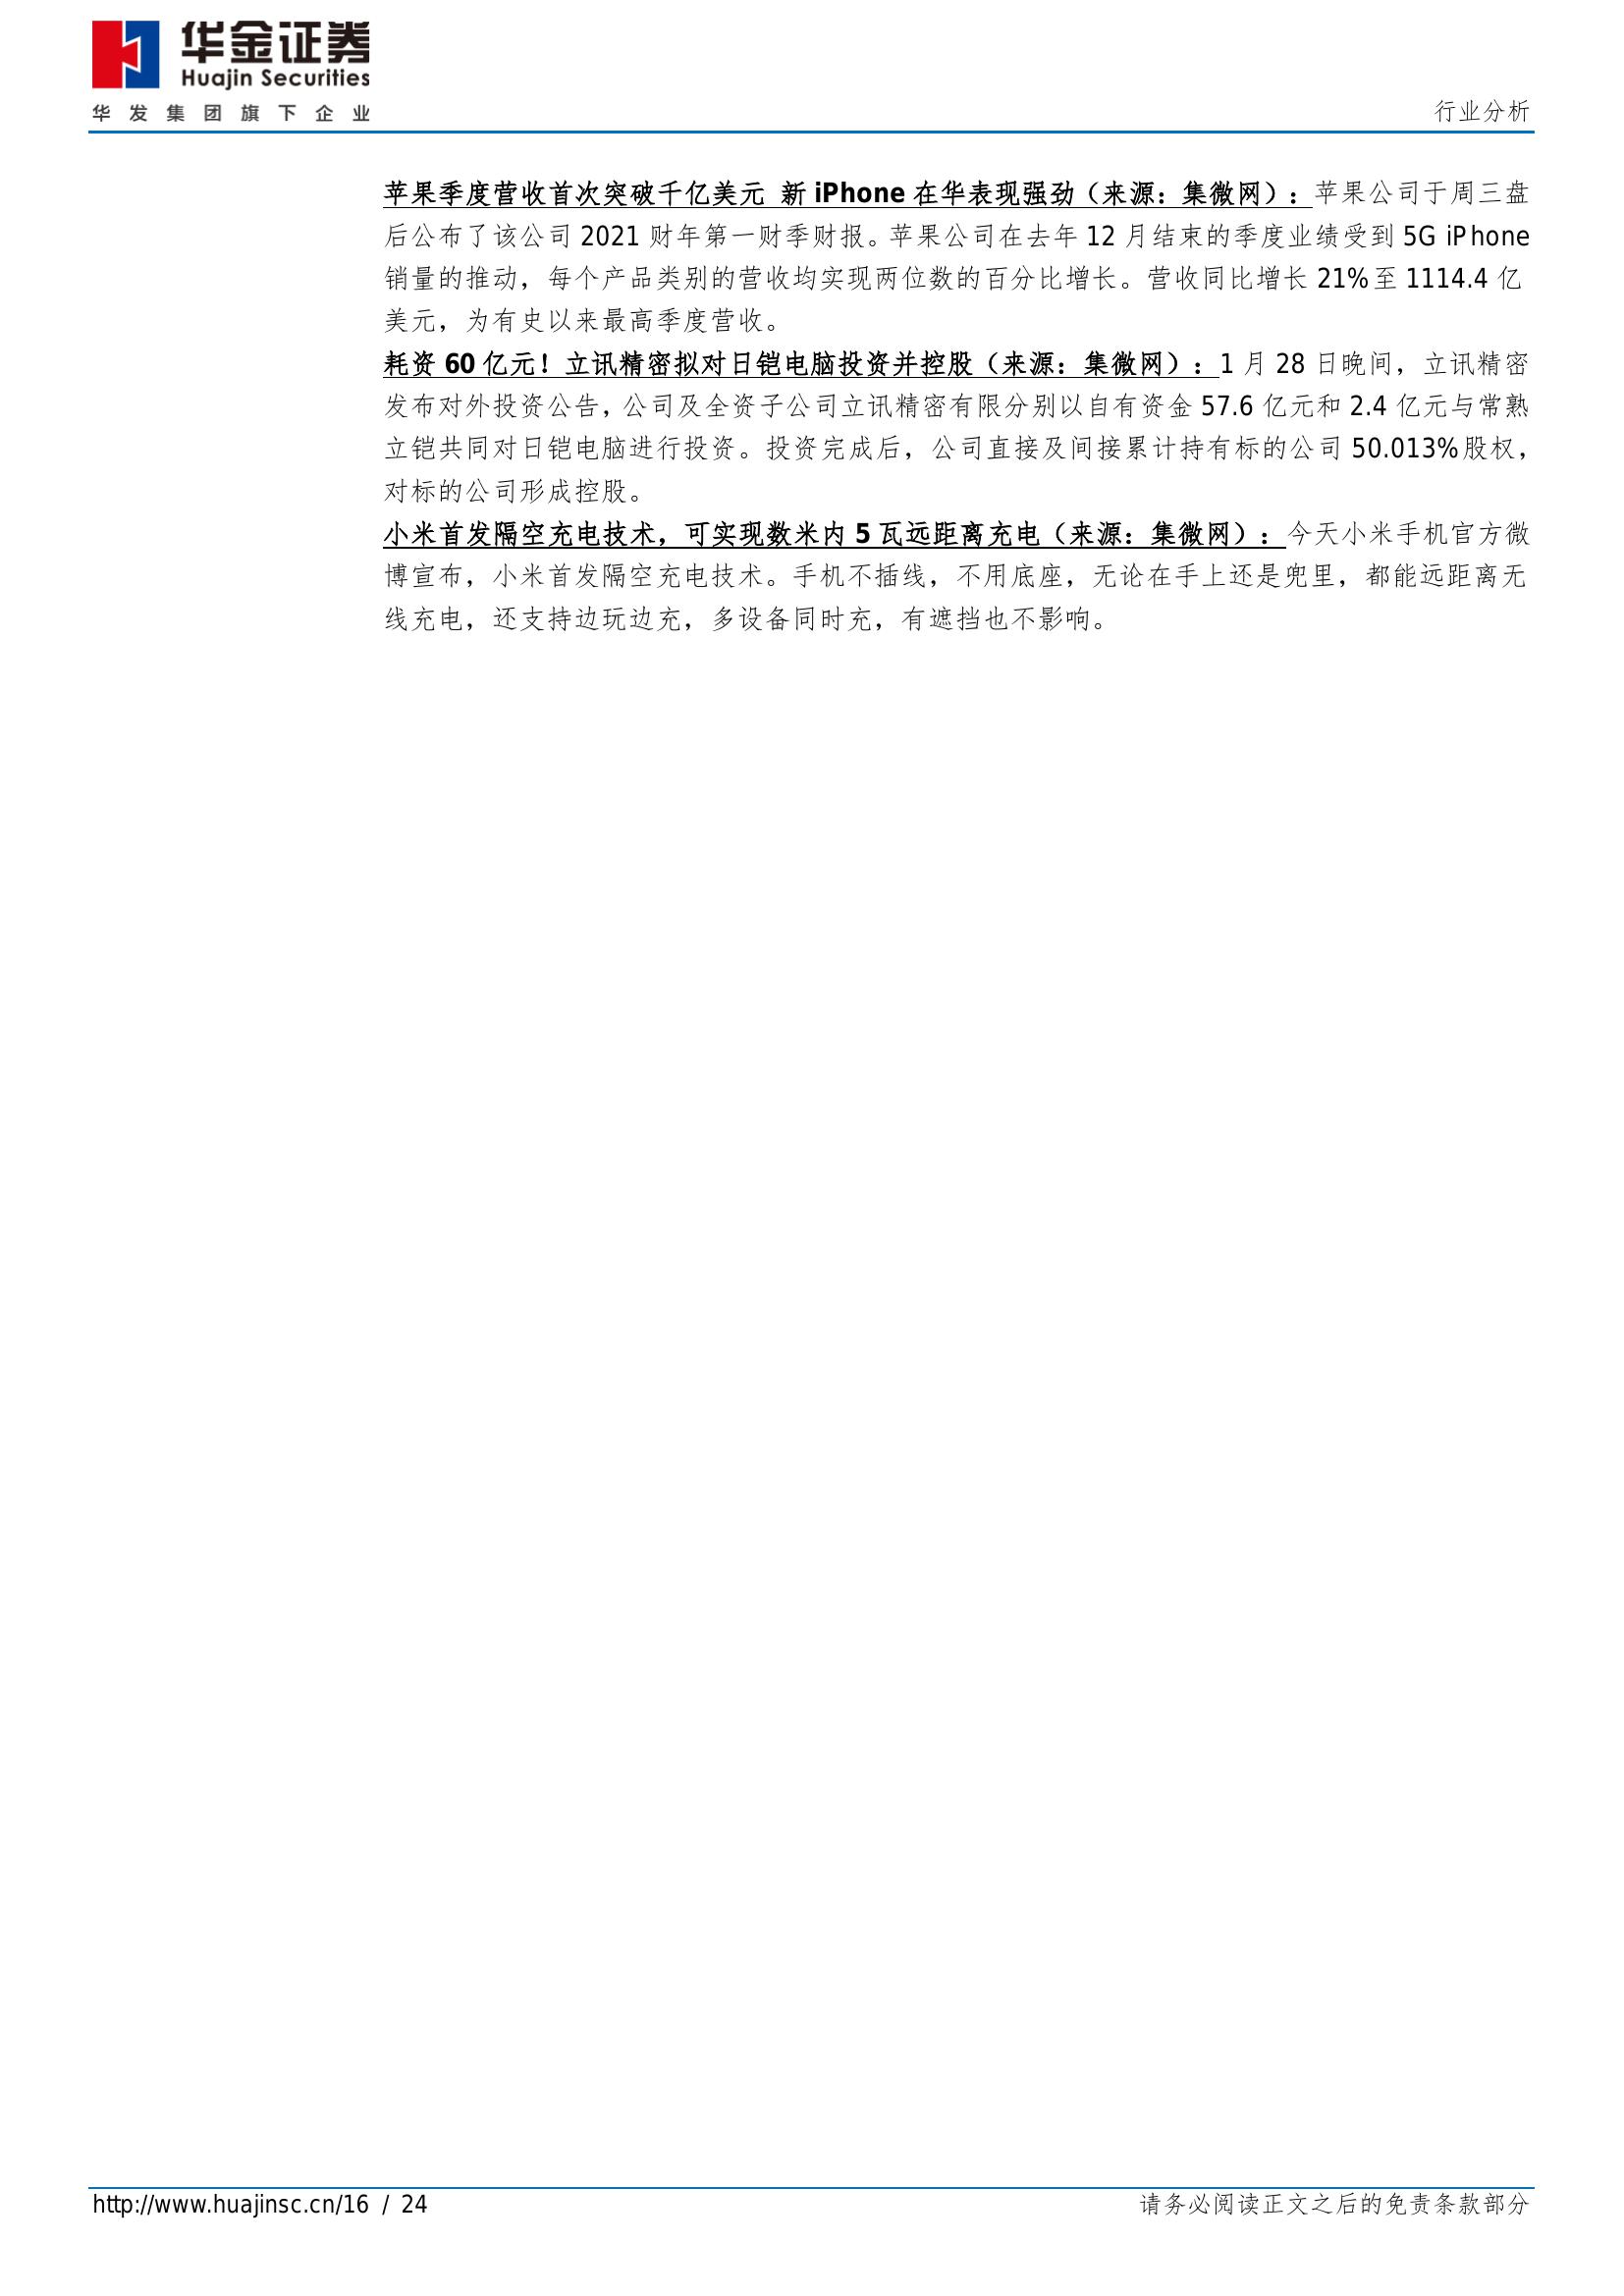 华金证券
Huajin Securities
华发集团旗下企业
行业分析
苹果季度营收首次突破千亿美元 新 iPhone 在华表现强劲（来源：集微网）：苹果公司于周三盘
后公布了该公司 2021 财年第一财季财报。苹果公司在去年 12 月结束的季度业绩受到 5G iPhone
销量的推动，每个产品类别的营收均实现两位数的百分比增长。营收同比增长 21%至 1114.4 亿
美元，为有史以来最高季度营收。
耗资 60 亿元！立讯精密拟对日铠电脑投资并控股（来源：集微网）：1 月 28 日晚间，立讯精密
发布对外投资公告，公司及全资子公司立讯精密有限分别以自有资金 57.6 亿元和 2.4 亿元与常熟
立铠共同对日铠电脑进行投资。投资完成后，公司直接及间接累计持有标的公司 50.013%股权，
对标的公司形成控股。
小米首发隔空充电技术，可实现数米内 5 瓦远距离充电（来源：集微网）：今天小米手机官方微
博宣布，小米首发隔空充电技术。手机不插线，不用底座，无论在手上还是兜里，都能远距离无
线充电，还支持边玩边充，多设备同时充，有遮挡也不影响。
http://www.huajinsc.cn/16 / 24
请务必阅读正文之后的免责条款部分